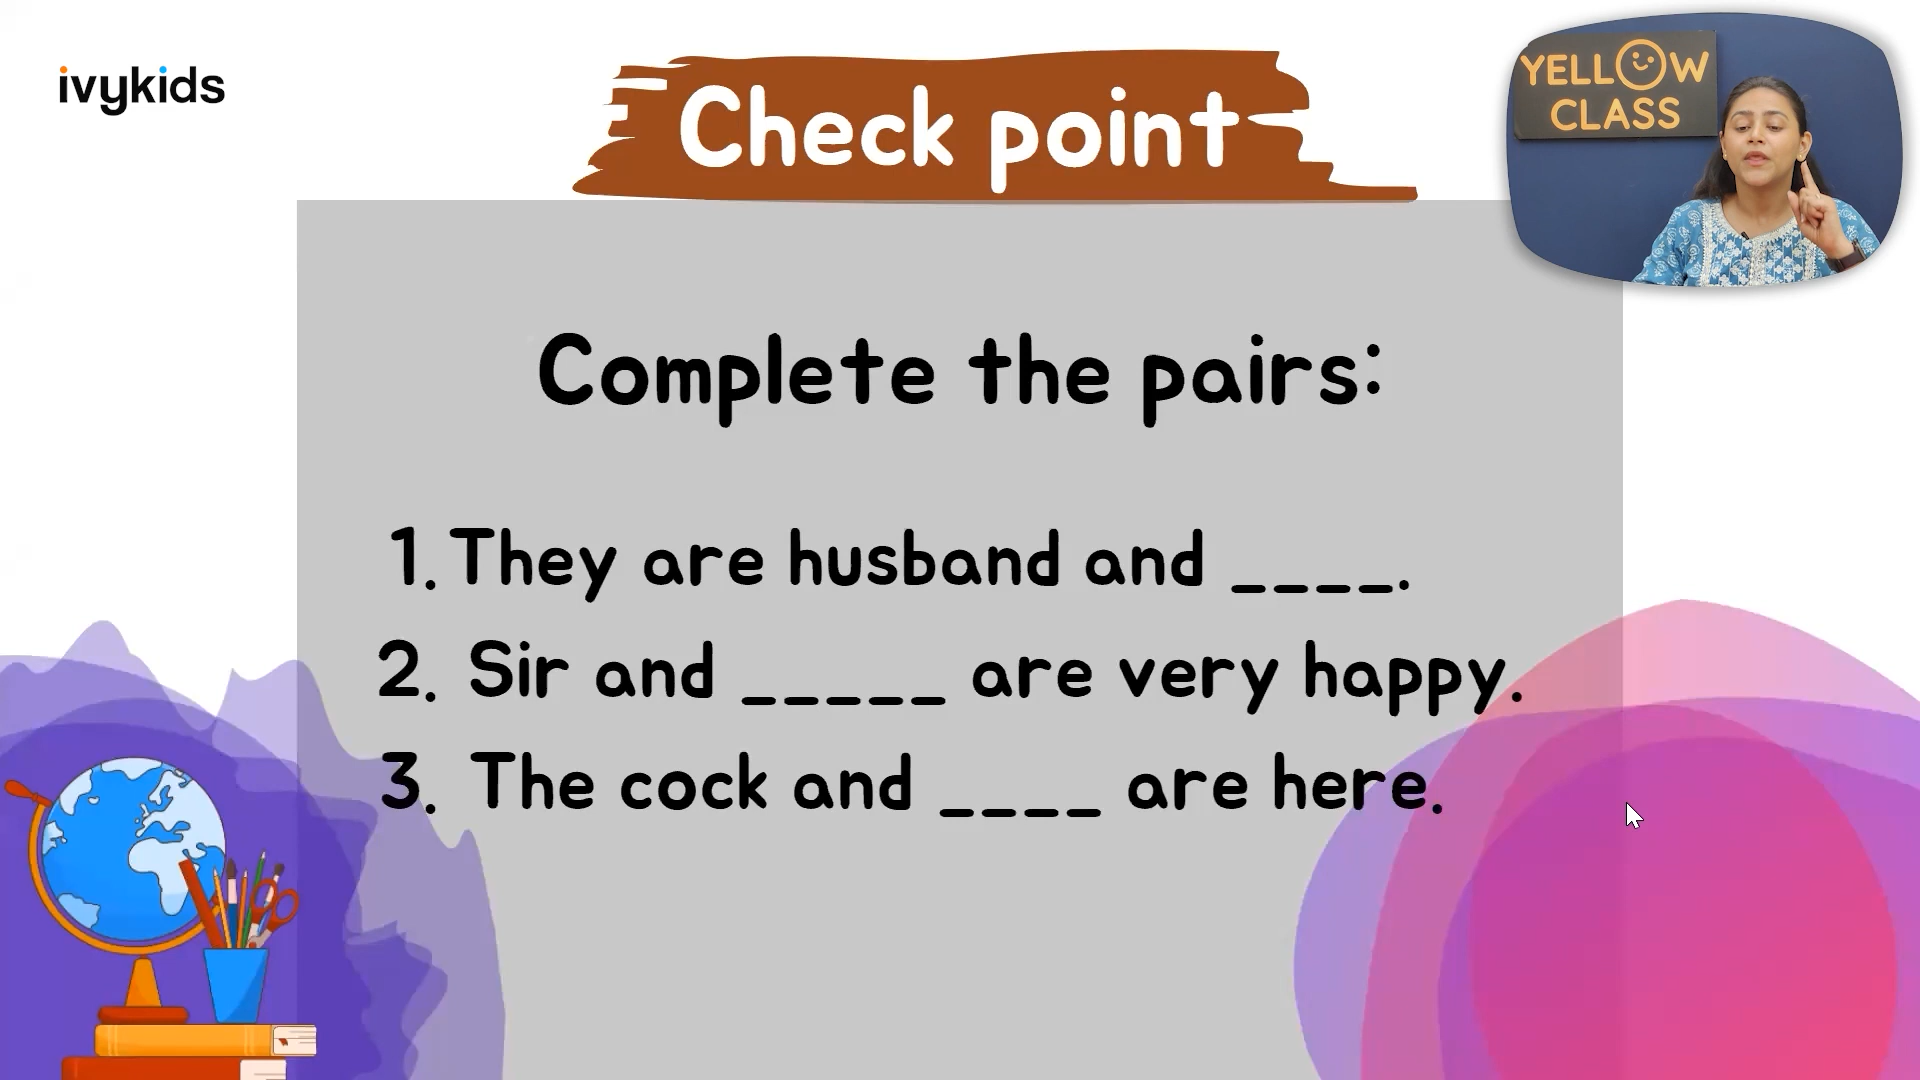 ivykids
Check point
YELLOW
CLASS
Complete the pairs:
1. They are husband and ____.
2. Sir and _____ are very happy.
3. The cock and ____ are here.